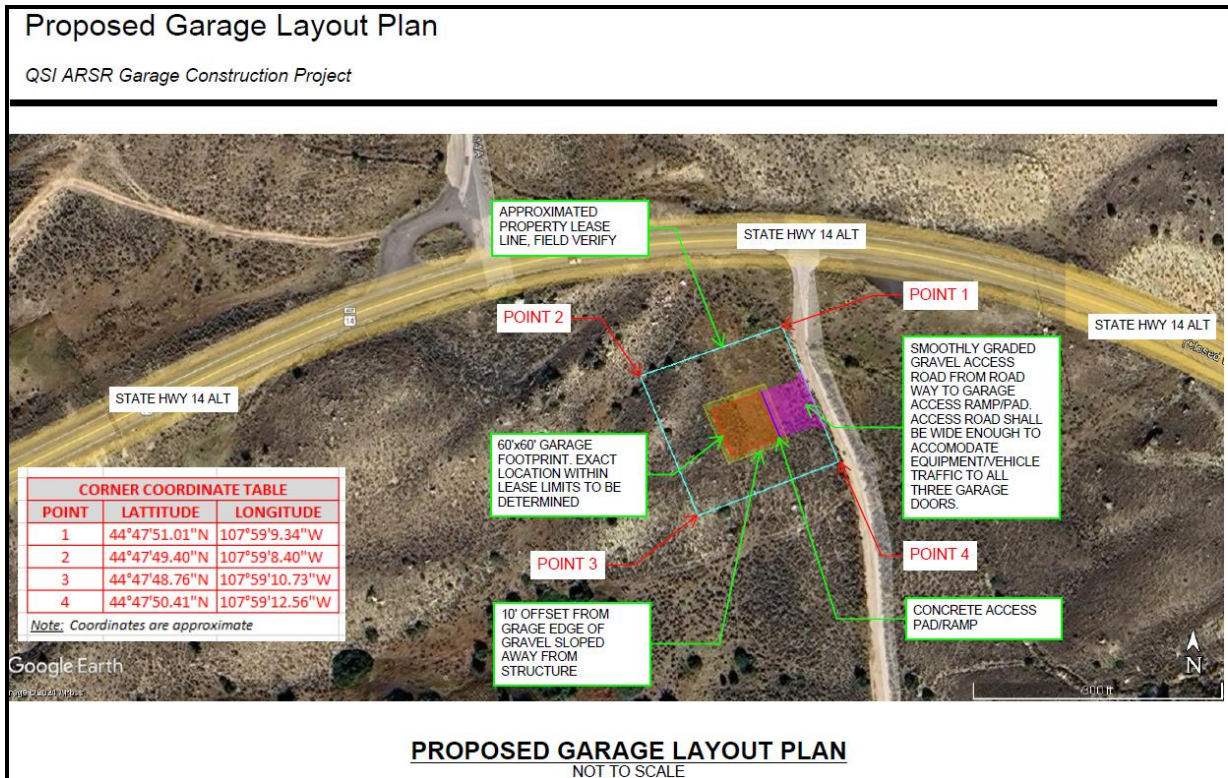 Proposed Garage Layout Plan
QSI ARSR Garage Construction Project
APPROXIMATED
PROPERTY LEASE
LINE, FIELD VERIFY
STATE HWY 14 ALT
POINT 1
POINT 2
STATE HWY 14 ALT
14
STATE HWY 14 ALT
SMOOTHLY GRADED
GRAVEL ACCESS
ROAD FROM ROAD
WAY TO GARAGE
ACCESS RAMP/PAD.
ACCESS ROAD SHALL
BE WIDE ENOUGH TO
ACCOMODATE
EQUIPMENT/VEHICLE
TRAFFIC TO ALL
THREE GARAGE
DOORS.
60'x60' GARAGE
FOOTPRINT. EXACT
LOCATION WITHIN
LEASE LIMITS TO BE
DETERMINED
CORNER COORDINATE TABLE
POINT LATTITUDE LONGITUDE
1 44°47'51.01"N 107°59'9.34"W
2 44°47'49.40"N 107°59'8.40"W
3 44°47'48.76"N 107°59'10.73"W
4 44°47'50.41"N 107°59'12.56"W
Note: Coordinates are approximate
POINT 3
POINT 4
10' OFFSET FROM
GRAGE EDGE OF
GRAVEL SLOPED
AWAY FROM
STRUCTURE
CONCRETE ACCESS
PAD/RAMP
Google Earth
N
300 ft
PROPOSED GARAGE LAYOUT PLAN
NOT TO SCALE